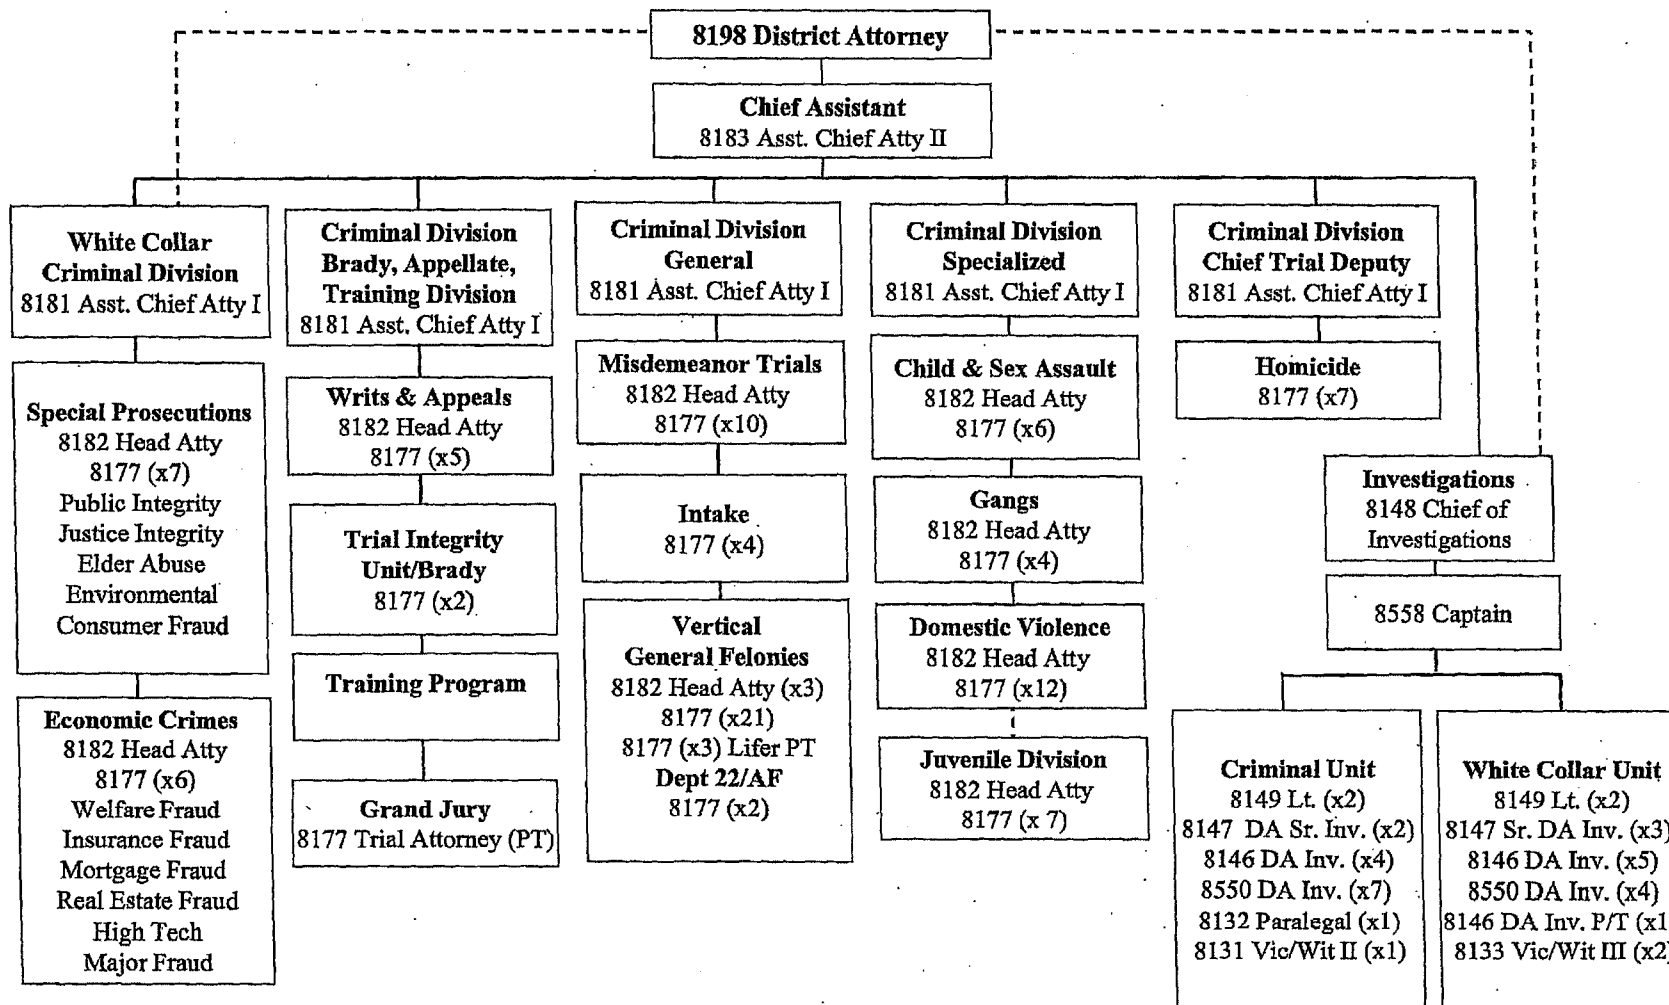 8198 District Attorney
Chief Assistant
8183 Asst. Chief Atty II
White Collar
Criminal Division
8181 Asst. Chief Atty I
Special Prosecutions
8182 Head Atty
8177 (x7)
Public Integrity
Justice Integrity
Elder Abuse
Environmental
Consumer Fraud
Economic Crimes
8182 Head Atty
8177 (x6)
Welfare Fraud
Insurance Fraud
Mortgage Fraud
Real Estate Fraud
High Tech
Major Fraud
Criminal Division
Brady, Appellate,
Training Division
8181 Asst. Chief Atty I
Writs & Appeals
8182 Head Atty
8177 (x5)
Trial Integrity
Unit/Brady
8177 (x2)
Training Program
Grand Jury
8177 Trial Attorney (PT)
Criminal Division
General
8181 Asst. Chief Atty I
Misdemeanor Trials
8182 Head Atty
8177 (x10)
Intake
8177 (x4)
Vertical
General Felonies
8182 Head Atty (x3)
8177 (x21)
8177 (x3) Lifer PT
Dept 22/AF
8177 (x2)
Criminal Division
Specialized
8181 Asst. Chief Atty I
Child & Sex Assault
8182 Head Atty
8177 (x6)
Gangs
8182 Head Atty
8177 (x4)
Domestic Violence
8182 Head Atty
8177 (x12)
Juvenile Division
8182 Head Atty
8177 (x 7)
Criminal Division
Chief Trial Deputy
8181 Asst. Chief Atty I
Homicide
8177 (x7)
Investigations
8148 Chief of
Investigations
8558 Captain
Criminal Unit
8149 Lt. (x2)
8147 DA Sr. Inv. (x2)
8146 DA Inv. (x4)
8550 DA Inv. (x7)
8132 Paralegal (x1)
8131 Vic/Wit II (x1)
White Collar Unit
8149 Lt. (x2)
8147 Sr. DA Inv. (x3)
8146 DA Inv. (x5)
8550 DA Inv. (x4)
8146 DA Inv. P/T (x1
8133 Vic/Wit III (x2)